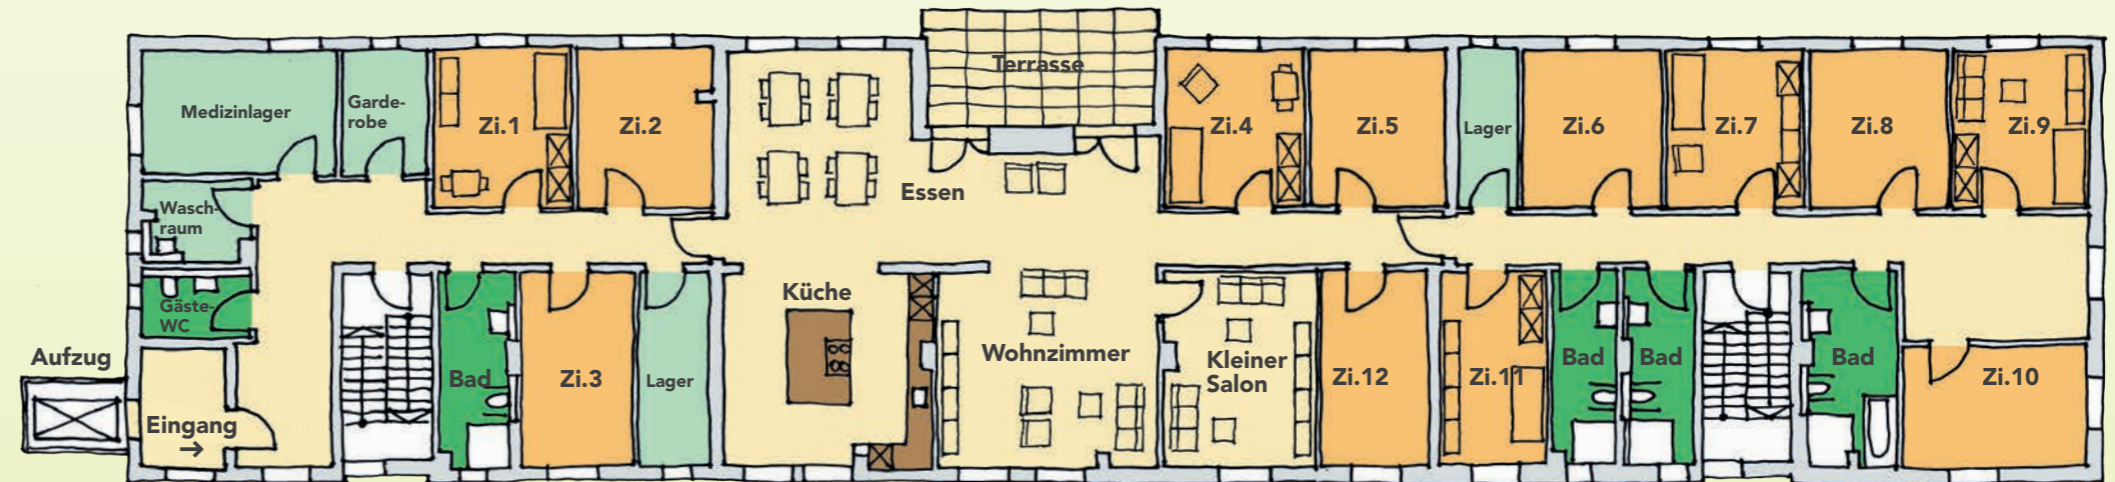 Terrasse
Medizinlager
Garde-
robe
Zi.1
Zi.2
Zi.4
Zi.5
Lager
Zi.6
Zi.7
Zi.8
Zi.9
Essen
Wasch-
raum
Gäste-
WC
Küche
Aufzug
Eingang
→
Bad
Zi.3
Lager
Wohnzimmer
Kleiner
Salon
Zi.12
Zi.11
Bad
Bad
Bad
Zi.10